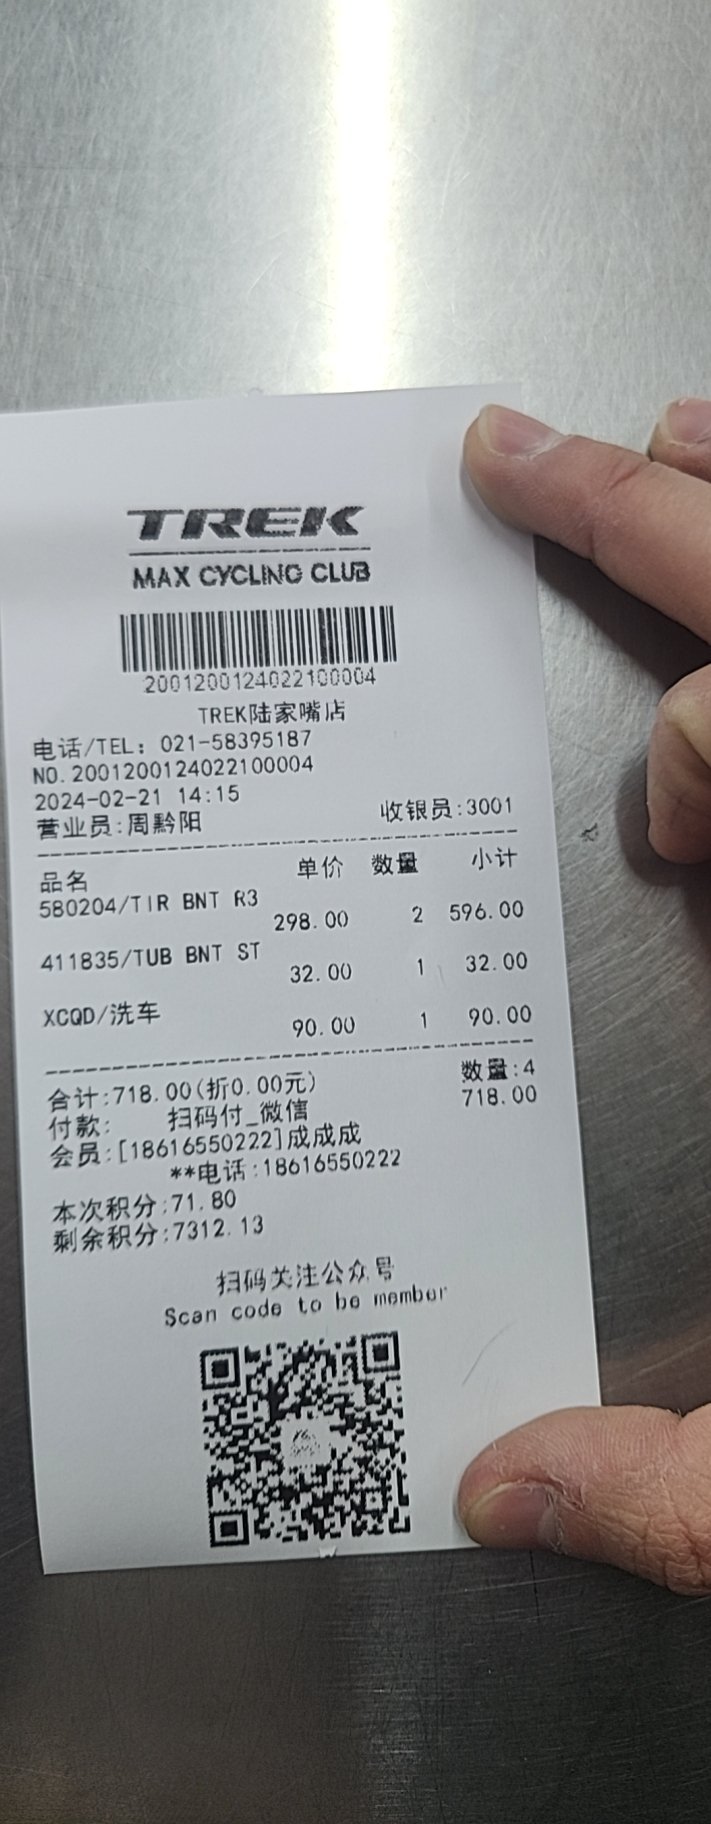 TREK
MAX CYCLING CLUB
2001200124022100004
TREK陆家嘴店
电话/TEL: 021-58395187
NO.2001200124022100004
2024-02-21 14:15
营业员:周黔阳 收银员:3001
品名 单价 数量 小计
580204/TIR BNT R3
298.00 2 596.00
411835/TUB BNT ST
32.00 1 32.00
XCQD/洗车
90.00 1 90.00
合计:718.00(折0.00元) 数量:4
付款: 扫码付_微信 718.00
会员:[18616550222]成成成
**电话:18616550222
本次积分:71.80
剩余积分:7312.13
扫码关注公众号
Scan code to be member